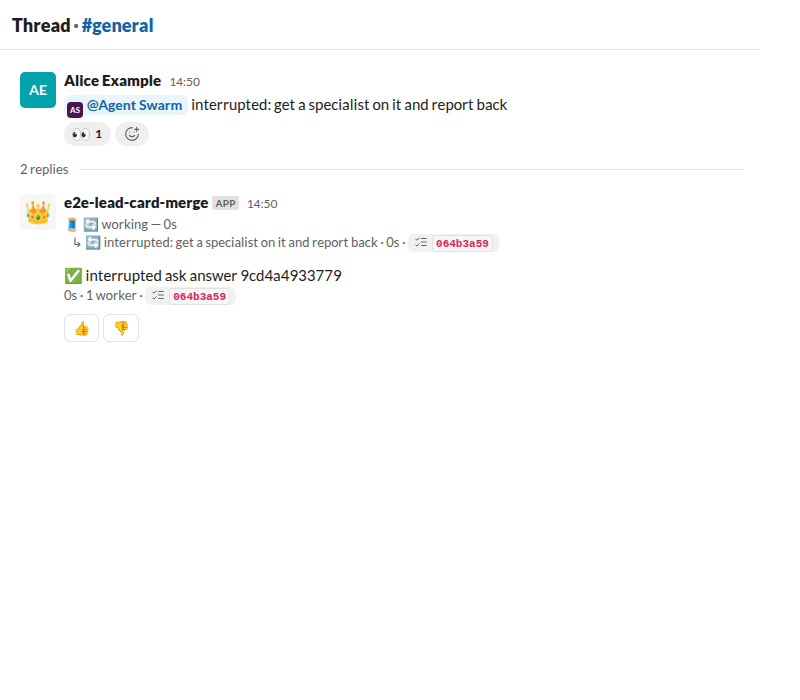 Thread · #general
AE
Alice Example 14:50
AS @Agent Swarm interrupted: get a specialist on it and report back
👀 1
2 replies
e2e-lead-card-merge APP 14:50
🧵 🔄 working — 0s
↳ 🔄 interrupted: get a specialist on it and report back · 0s · 064b3a59
✅ interrupted ask answer 9cd4a4933779
0s · 1 worker · 064b3a59
👍 👎